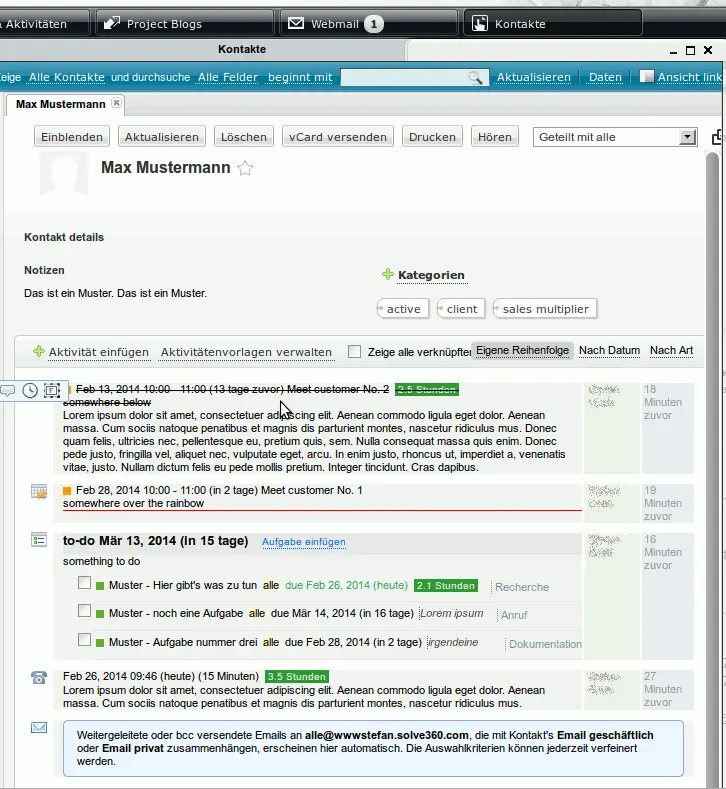 Aktivitäten Project Blogs Webmail 1 Kontakte
Kontakte
Alle Kontakte und durchsuche Alle Felder beginnt mit Aktualisieren Daten Ansicht link
Max Mustermann
Einblenden Aktualisieren Löschen vCard versenden Drucken Hören Geteilt mit alle
Max Mustermann
Kontakt details
Notizen
Kategorien
Das ist ein Muster. Das ist ein Muster.
active client sales multiplier
Aktivität einfügen Aktivitätenvorlagen verwalten Zeige alle verknüpfter Eigene Reihenfolge Nach Datum Nach Art
Feb 13, 2014 10:00 - 11:00 (13 tage zuvor) Meet customer No. 2 2.5 Stunden
somewhere below
Lorem ipsum dolor sit amet, consectetuer adipiscing elit. Aenean commodo ligula eget dolor. Aenean
massa. Cum sociis natoque penatibus et magnis dis parturient montes, nascetur ridiculus mus. Donec
quam felis, ultricies nec, pellentesque eu, pretium quis, sem. Nulla consequat massa quis enim. Donec
pede justo, fringilla vel, aliquet nec, vulputate eget, arcu. In enim justo, rhoncus ut, imperdiet a, venenatis
vitae, justo. Nullam dictum felis eu pede mollis pretium. Integer tincidunt. Cras dapibus.
18
Minuten
zuvor
Feb 28, 2014 10:00 - 11:00 (in 2 tage) Meet customer No. 1
somewhere over the rainbow
19
Minuten
zuvor
to-do Mär 13, 2014 (in 15 tage) Aufgabe einfügen
something to do
16
Minuten
zuvor
Muster - Hier gibt's was zu tun alle due Feb 26, 2014 (heute) 2.1 Stunden Recherche
Muster - noch eine Aufgabe alle due Mär 14, 2014 (in 16 tage) Lorem ipsum Anruf
Muster - Aufgabe nummer drei alle due Feb 28, 2014 (in 2 tage) irgendeine Dokumentation
Feb 26, 2014 09:46 (heute) (15 Minuten) 3.5 Stunden
Lorem ipsum dolor sit amet, consectetuer adipiscing elit. Aenean commodo ligula eget dolor. Aenean
massa. Cum sociis natoque penatibus et magnis dis parturient montes, nascetur ridiculus mus.
27
Minuten
zuvor
Weitergeleitete oder bcc versendete Emails an alle@wwwstefan.solve360.com, die mit Kontakt's Email geschäftlich
oder Email privat zusammenhängen, erscheinen hier automatisch. Die Auswahlkriterien können jederzeit verfeinert
werden.